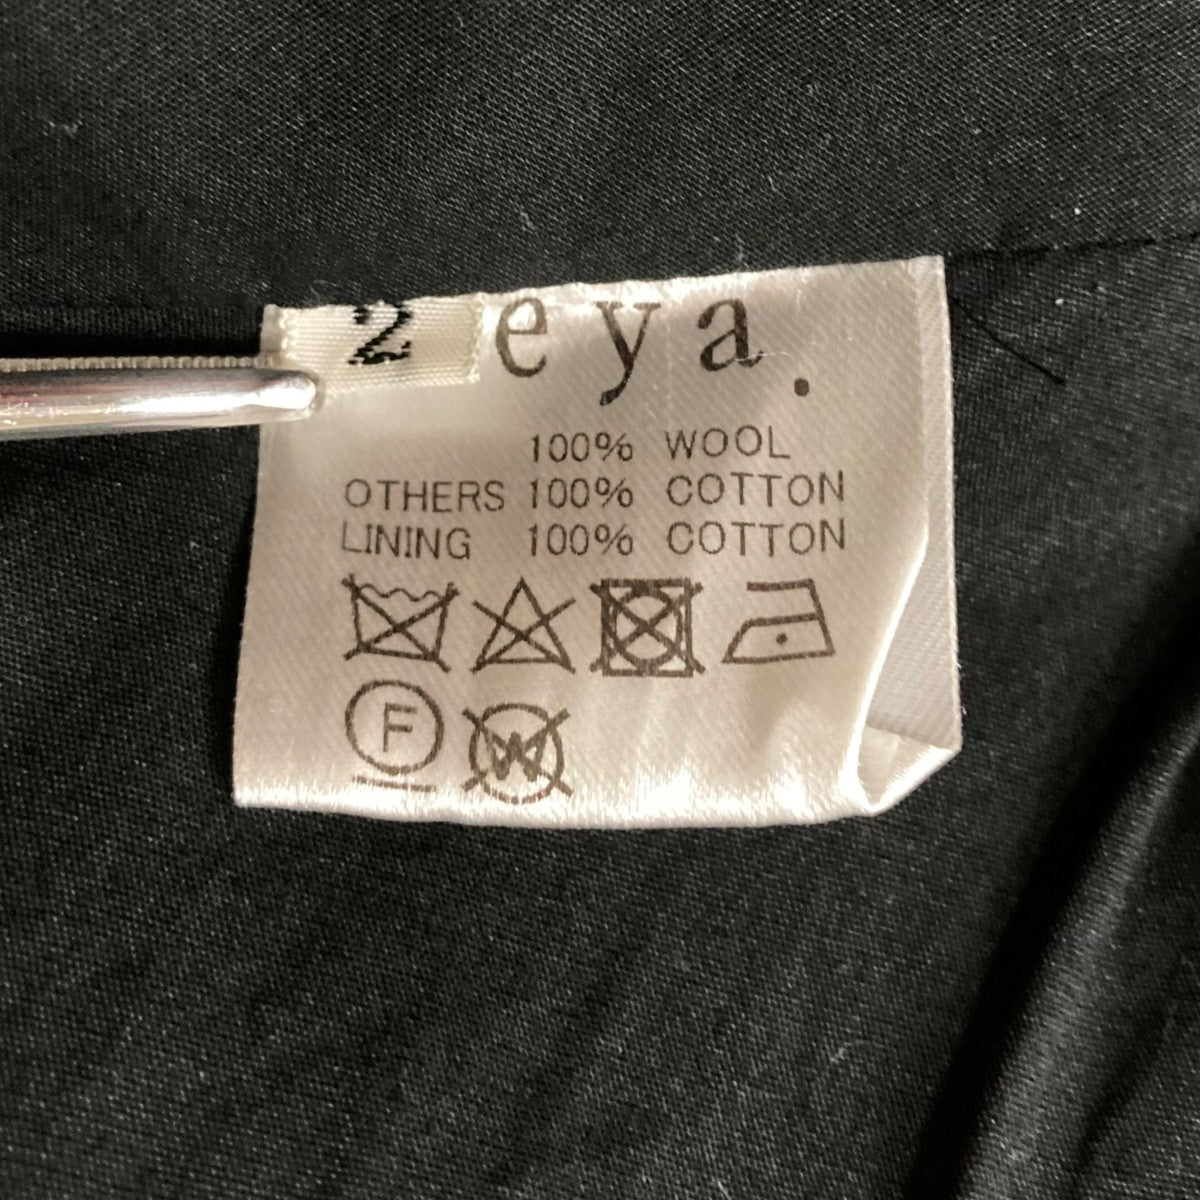 2 eya.
100% WOOL
OTHERS 100% COTTON
LINING 100% COTTON
F W